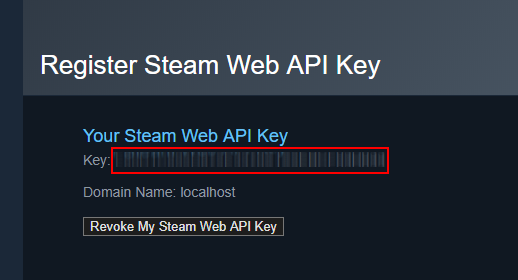 Register Steam Web API Key
Your Steam Web API Key
Key:
Domain Name: localhost
Revoke My Steam Web API Key